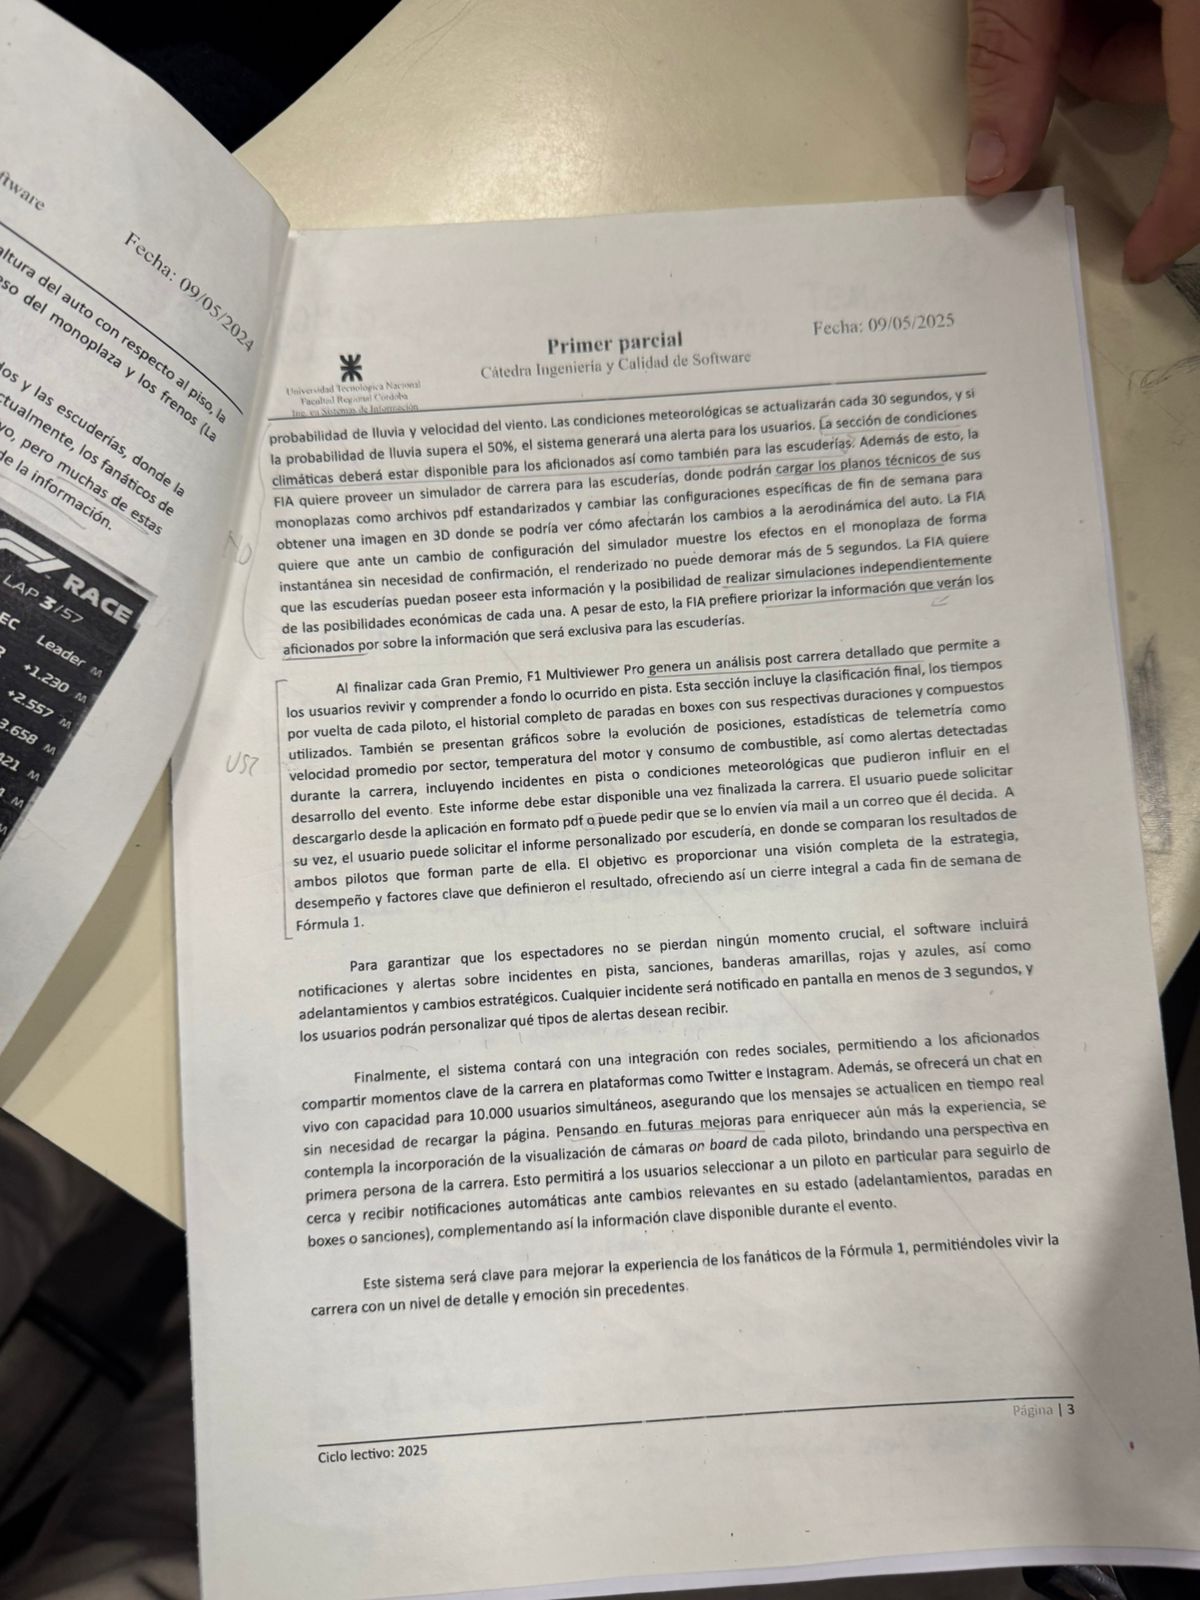 ftware
Fecha: 09/05/2024
altura del auto con respecto al piso, la
eso del monoplaza y los frenos (La
los y las escuderías, donde la
ctualmente, los fanáticos de
vo, pero muchas de estas
de la información.
RACE
LAP 3/57
EC Leader M
+1.230 M
+2.557 M
3.658 M
M
Universidad Tecnológica Nacional
Facultad Regional Córdoba
Ing. en Sistemas de Información
Primer parcial
Cátedra Ingeniería y Calidad de Software
Fecha: 09/05/2025
probabilidad de lluvia y velocidad del viento. Las condiciones meteorológicas se actualizarán cada 30 segundos, y si
la probabilidad de lluvia supera el 50%, el sistema generará una alerta para los usuarios. La sección de condiciones
climáticas deberá estar disponible para los aficionados así como también para las escuderías. Además de esto, la
FIA quiere proveer un simulador de carrera para las escuderías, donde podrán cargar los planos técnicos de sus
monoplazas como archivos pdf estandarizados y cambiar las configuraciones específicas de fin de semana para
obtener una imagen en 3D donde se podría ver cómo afectarán los cambios a la aerodinámica del auto. La FIA
quiere que ante un cambio de configuración del simulador muestre los efectos en el monoplaza de forma
instantánea sin necesidad de confirmación, el renderizado no puede demorar más de 5 segundos. La FIA quiere
que las escuderías puedan poseer esta información y la posibilidad de realizar simulaciones independientemente
de las posibilidades económicas de cada una. A pesar de esto, la FIA prefiere priorizar la información que verán los
aficionados por sobre la información que será exclusiva para las escuderías.
NO
Al finalizar cada Gran Premio, F1 Multiviewer Pro genera un análisis post carrera detallado que permite a
los usuarios revivir y comprender a fondo lo ocurrido en pista. Esta sección incluye la clasificación final, los tiempos
por vuelta de cada piloto, el historial completo de paradas en boxes con sus respectivas duraciones y compuestos
utilizados. También se presentan gráficos sobre la evolución de posiciones, estadísticas de telemetría como
velocidad promedio por sector, temperatura del motor y consumo de combustible, así como alertas detectadas
durante la carrera, incluyendo incidentes en pista o condiciones meteorológicas que pudieron influir en el
desarrollo del evento. Este informe debe estar disponible una vez finalizada la carrera. El usuario puede solicitar
descargarlo desde la aplicación en formato pdf o puede pedir que se lo envíen vía mail a un correo que él decida. A
su vez, el usuario puede solicitar el informe personalizado por escudería, en donde se comparan los resultados de
ambos pilotos que forman parte de ella. El objetivo es proporcionar una visión completa de la estrategia,
desempeño y factores clave que definieron el resultado, ofreciendo así un cierre integral a cada fin de semana de
Fórmula 1.
Para garantizar que los espectadores no se pierdan ningún momento crucial, el software incluirá
notificaciones y alertas sobre incidentes en pista, sanciones, banderas amarillas, rojas y azules, así como
adelantamientos y cambios estratégicos. Cualquier incidente será notificado en pantalla en menos de 3 segundos, y
los usuarios podrán personalizar qué tipos de alertas desean recibir.
Finalmente, el sistema contará con una integración con redes sociales, permitiendo a los aficionados
compartir momentos clave de la carrera en plataformas como Twitter e Instagram. Además, se ofrecerá un chat en
vivo con capacidad para 10.000 usuarios simultáneos, asegurando que los mensajes se actualicen en tiempo real
sin necesidad de recargar la página. Pensando en futuras mejoras para enriquecer aún más la experiencia, se
contempla la incorporación de la visualización de cámaras on board de cada piloto, brindando una perspectiva en
primera persona de la carrera. Esto permitirá a los usuarios seleccionar a un piloto en particular para seguirlo de
cerca y recibir notificaciones automáticas ante cambios relevantes en su estado (adelantamientos, paradas en
boxes o sanciones), complementando así la información clave disponible durante el evento.
Este sistema será clave para mejorar la experiencia de los fanáticos de la Fórmula 1, permitiéndoles vivir la
carrera con un nivel de detalle y emoción sin precedentes.
Página | 3
Ciclo lectivo: 2025